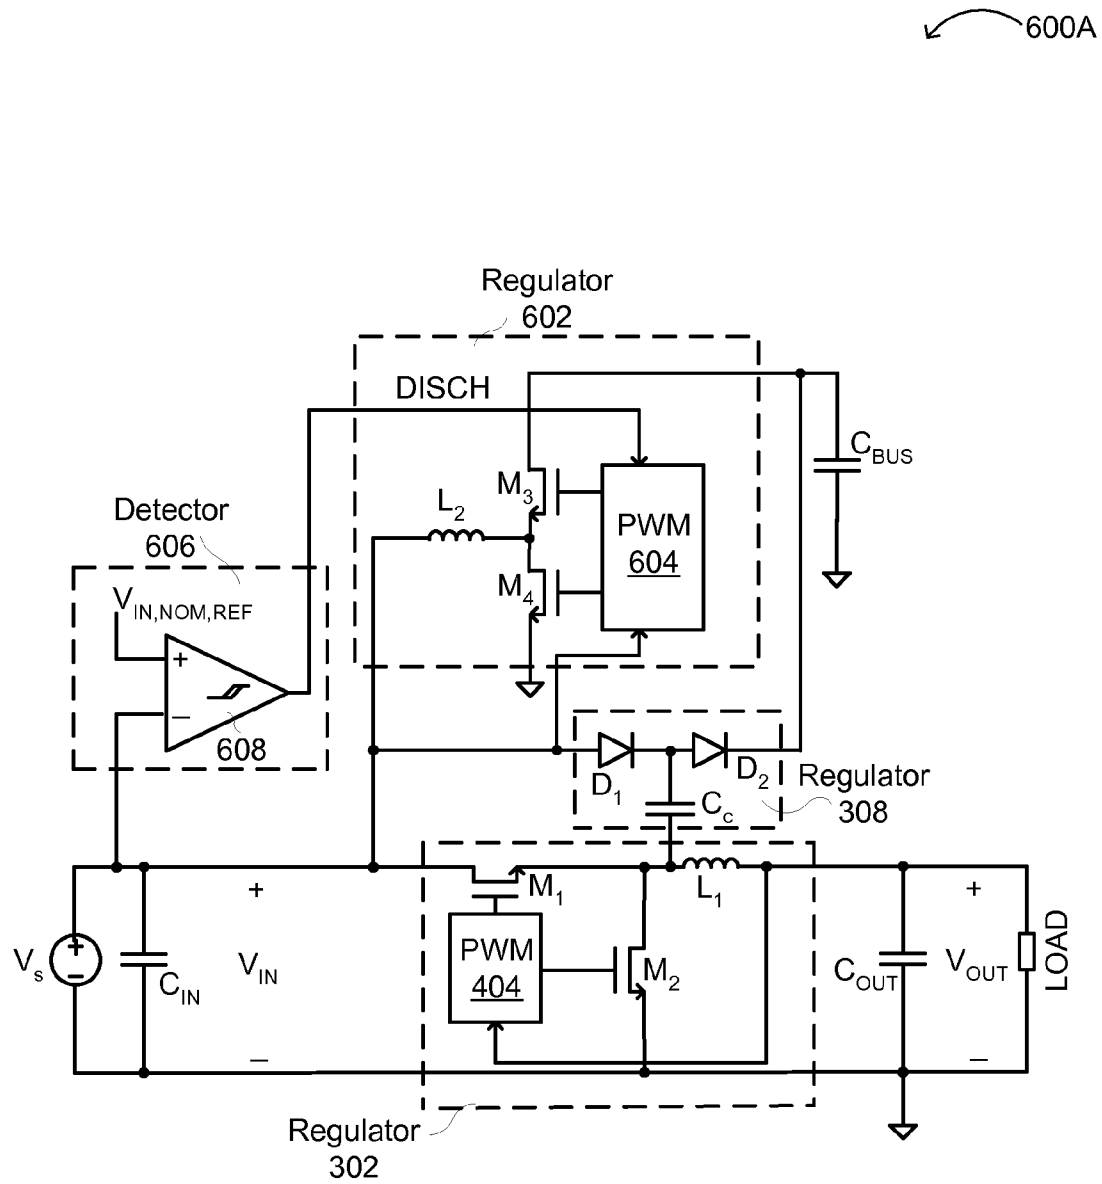 600A
Regulator
602
DISCH
C_BUS
M_3
L_2
PWM
604
Detector
606
M_4
V_IN,NOM,REF
+
−
608
D_1
D_2
Regulator
308
C_c
+
M_1
L_1
+
V_s
+
−
C_IN
V_IN
PWM
404
M_2
C_OUT
V_OUT
LOAD
−
−
Regulator
302